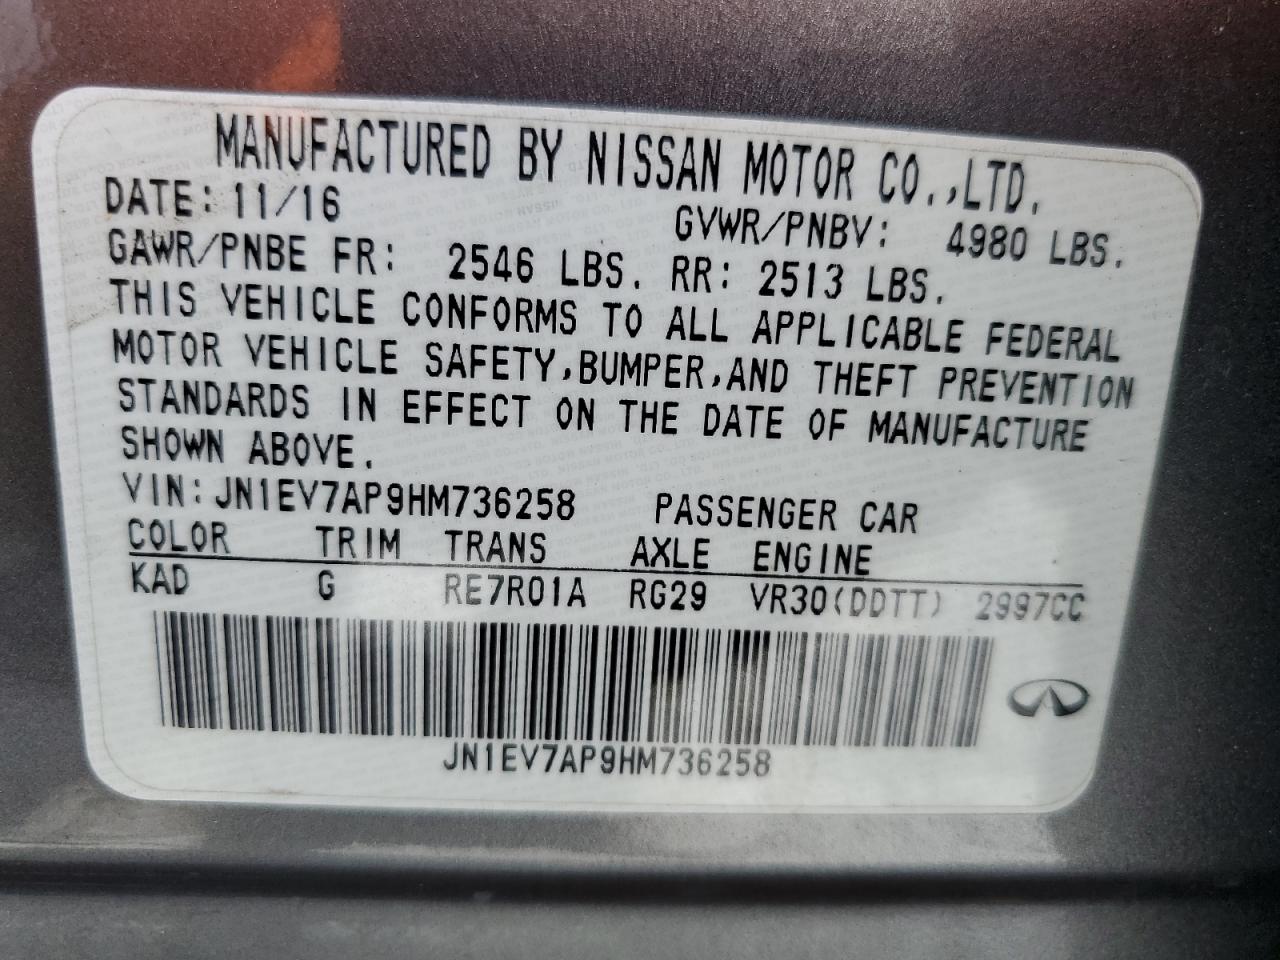 MANUFACTURED BY NISSAN MOTOR CO.,LTD.
DATE: 11/16 GVWR/PNBV: 4980 LBS.
GAWR/PNBE FR: 2546 LBS. RR: 2513 LBS.
THIS VEHICLE CONFORMS TO ALL APPLICABLE FEDERAL
MOTOR VEHICLE SAFETY,BUMPER,AND THEFT PREVENTION
STANDARDS IN EFFECT ON THE DATE OF MANUFACTURE
SHOWN ABOVE.
VIN: JN1EV7AP9HM736258 PASSENGER CAR
COLOR TRIM TRANS AXLE ENGINE
KAD G RE7R01A RG29 VR30(DDTT) 2997CC
JN1EV7AP9HM736258